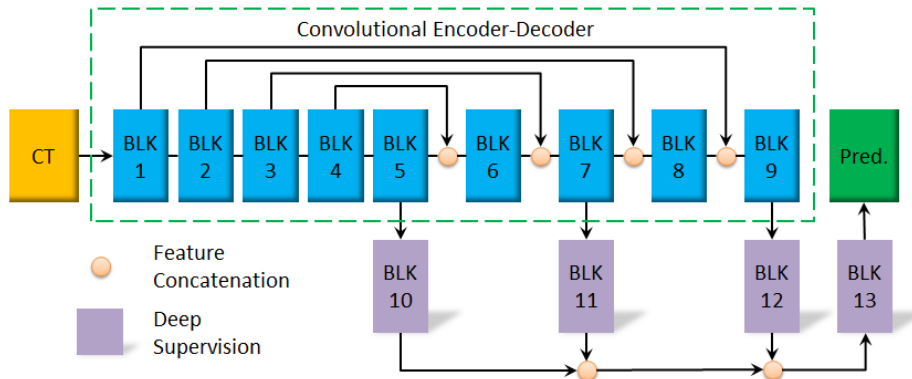 Convolutional Encoder-Decoder
CT
BLK
1
BLK
2
BLK
3
BLK
4
BLK
5
BLK
6
BLK
7
BLK
8
BLK
9
Pred.
Feature
Concatenation
Deep
Supervision
BLK
10
BLK
11
BLK
12
BLK
13